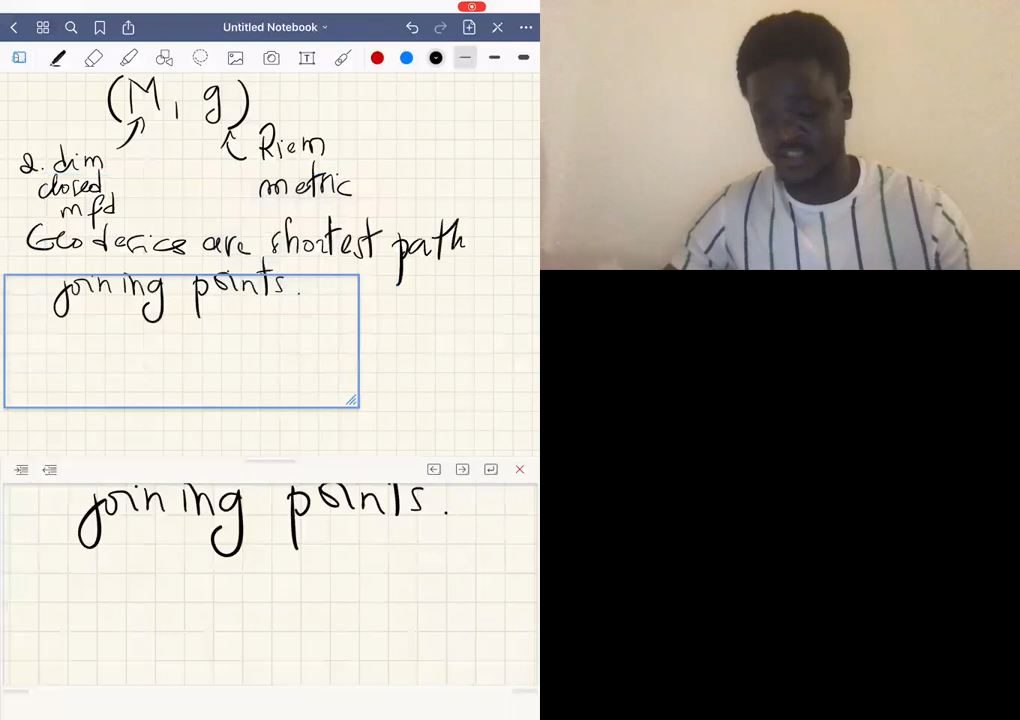 Untitled Notebook
(M, g)
2. dim
closed
mfd
Riem
metric
Geodesics are shortest path
joining points.
joining points.